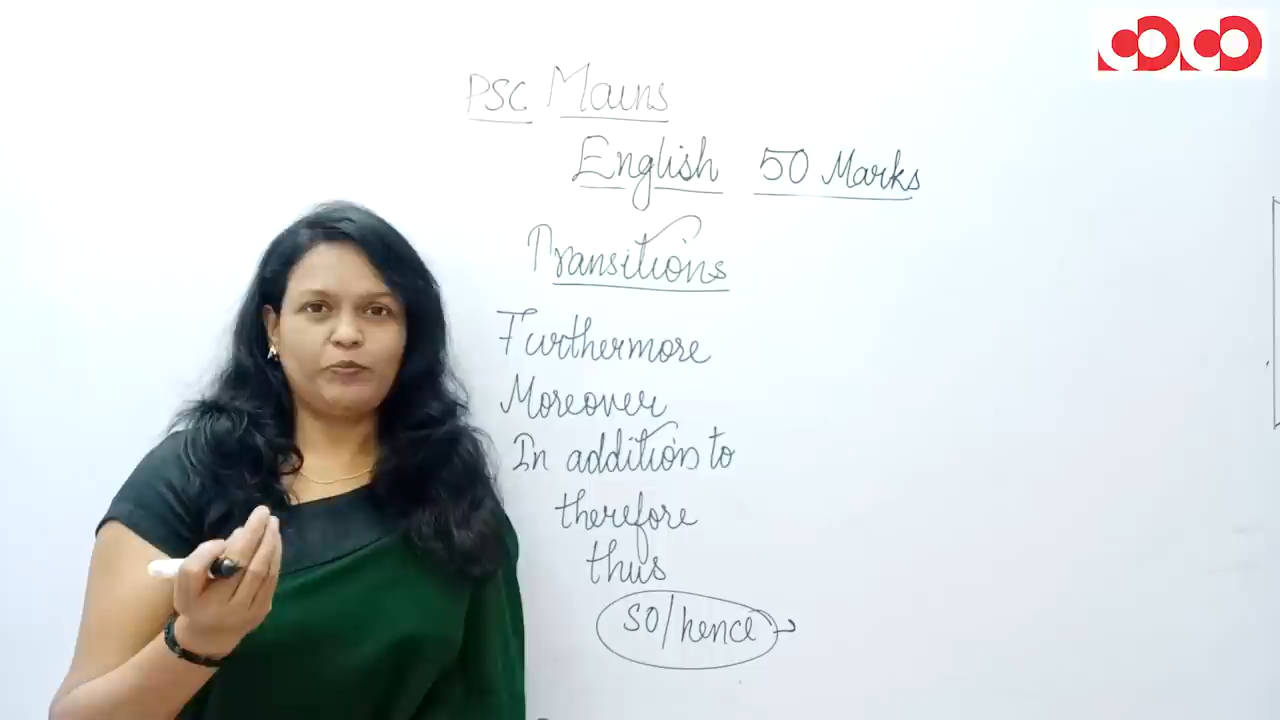 PSC Mains
English 50 Marks
Transitions
Furthermore
Moreover
In addition to
therefore
thus
so/hence